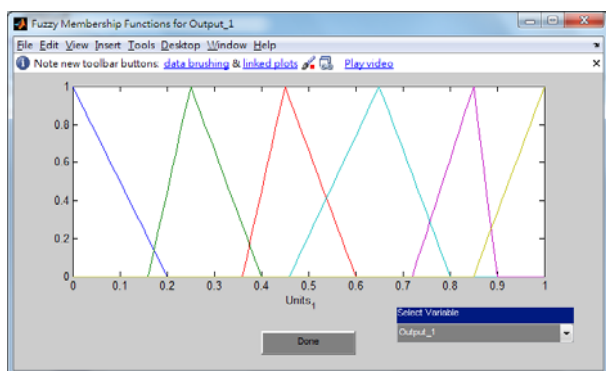 Fuzzy Membership Functions for Output_1
File Edit View Insert Tools Desktop Window Help
Note new toolbar buttons: data brushing & linked plots Play video
1
0.8
0.6
0.4
0.2
0
0 0.1 0.2 0.3 0.4 0.5 0.6 0.7 0.8 0.9 1
Units1
Select Variable
Output_1
Done